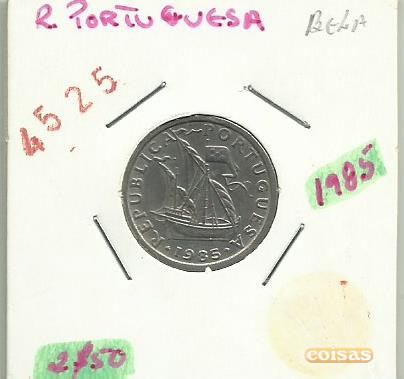 R. PORTUGUESA
BELA
4525
REPUBLICA PORTUGUESA
· 1985 ·
1985
2$50
coisas